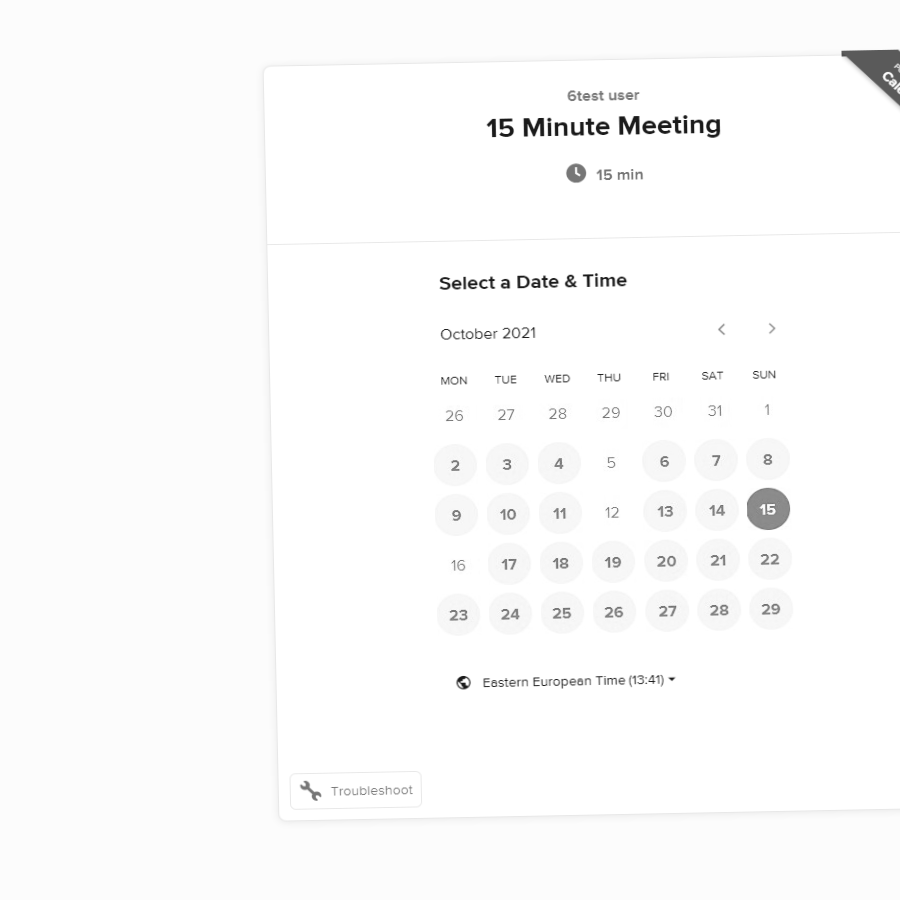 6test user
15 Minute Meeting
15 min
Select a Date & Time
October 2021
MON TUE WED THU FRI SAT SUN
26 27 28 29 30 31 1
2 3 4 5 6 7 8
9 10 11 12 13 14 15
16 17 18 19 20 21 22
23 24 25 26 27 28 29
Eastern European Time (13:41)
Troubleshoot